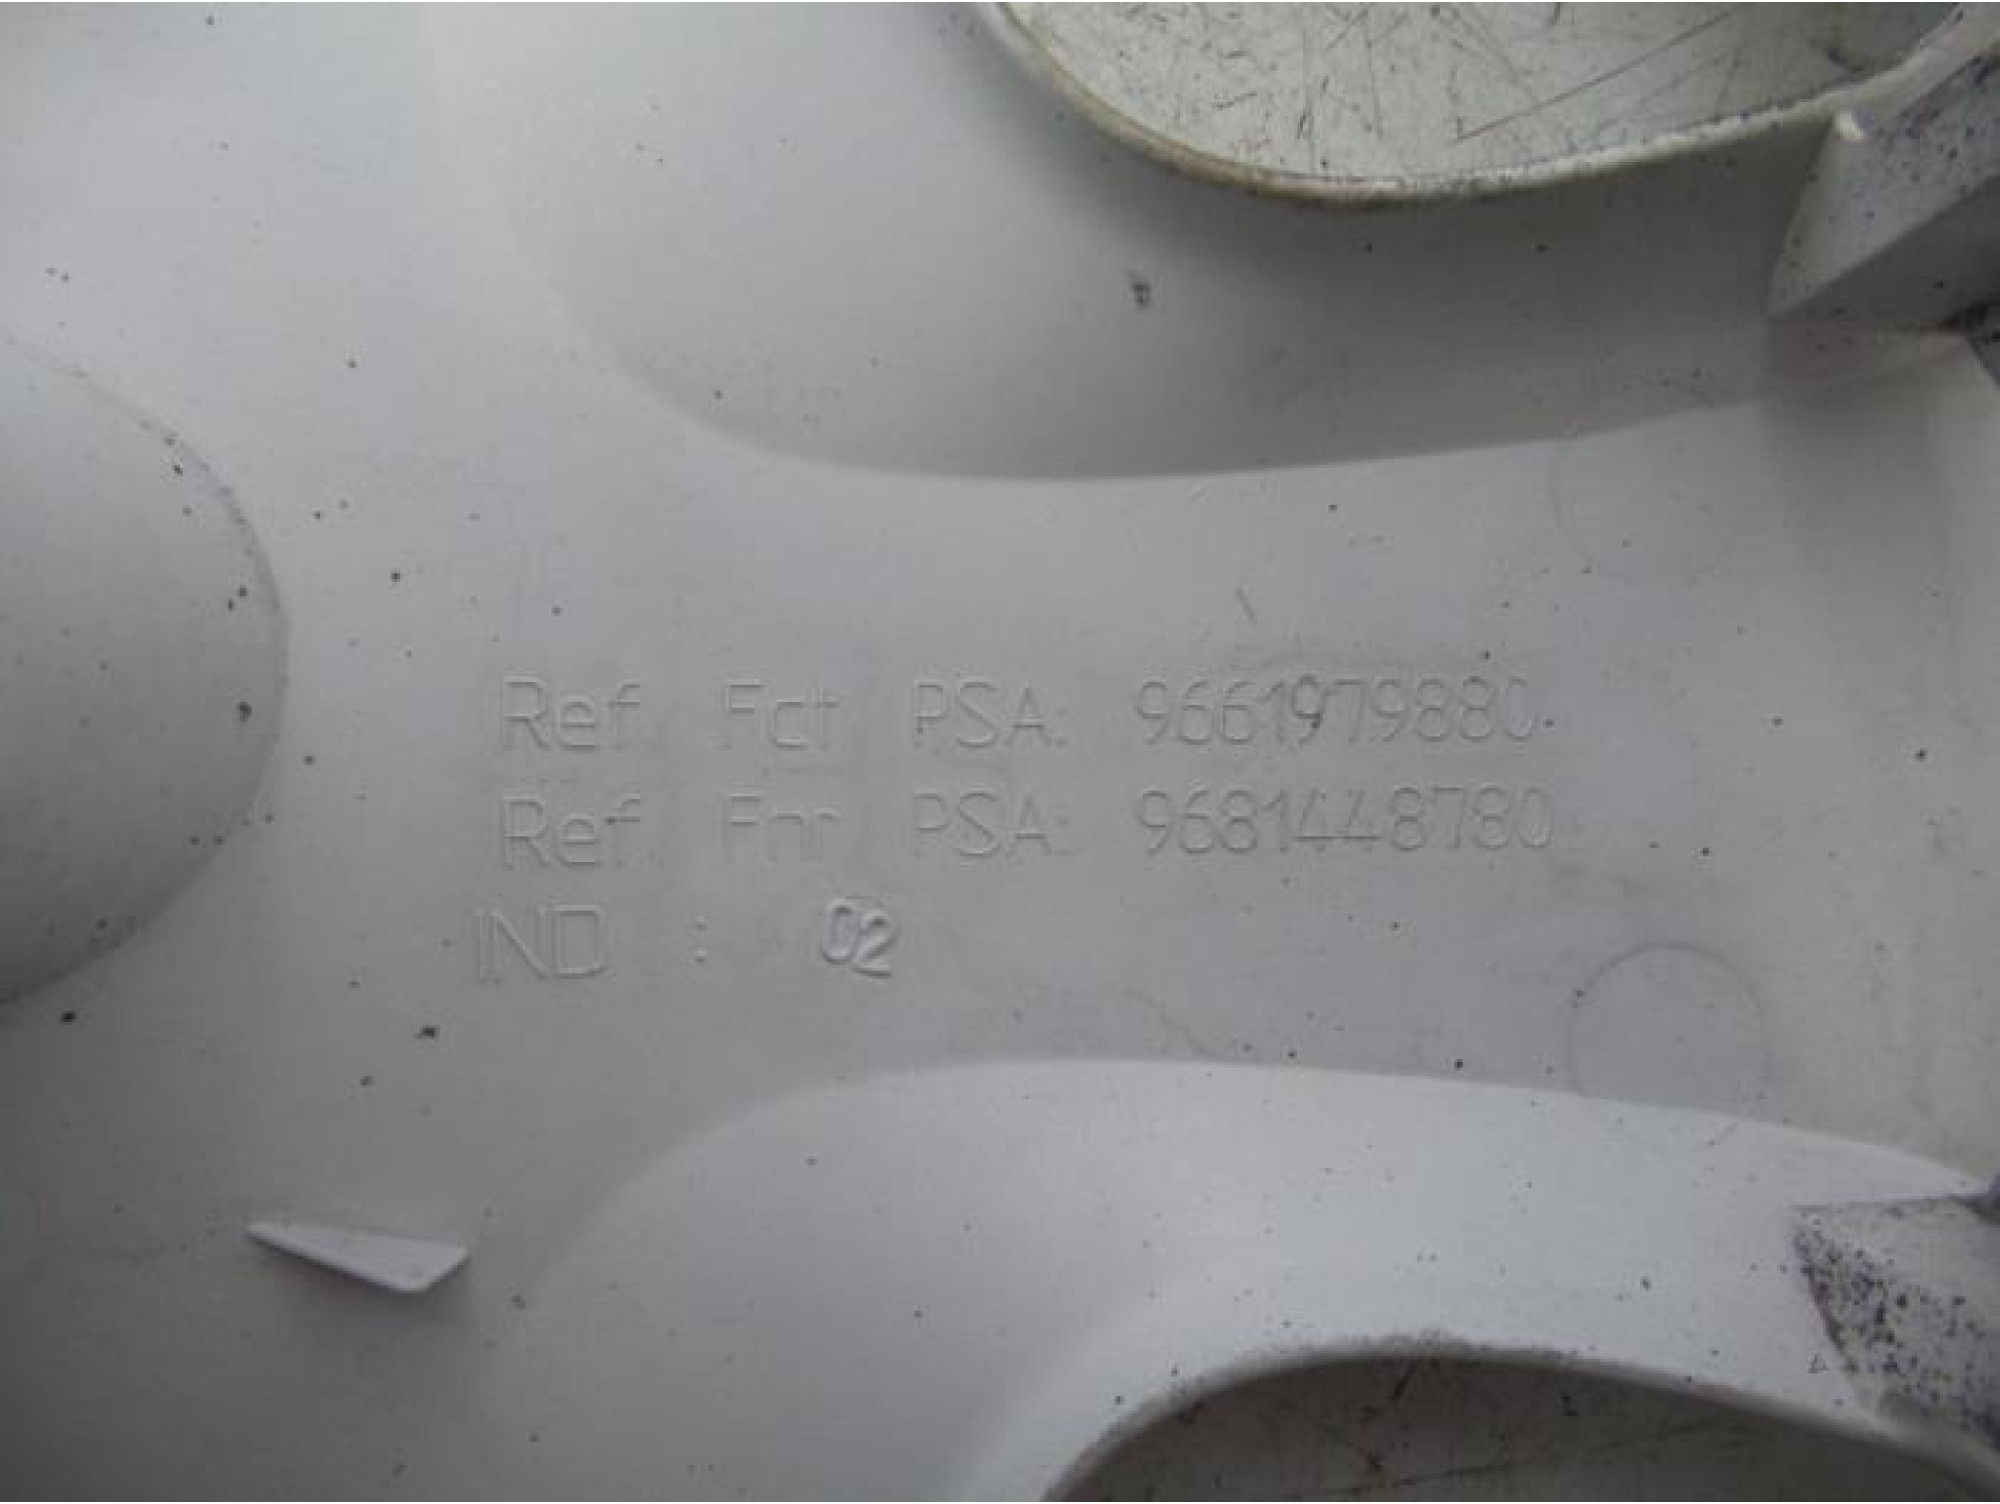 Ref Fct PSA: 9661979880
Ref Fnr PSA: 9681448780
IND : 02